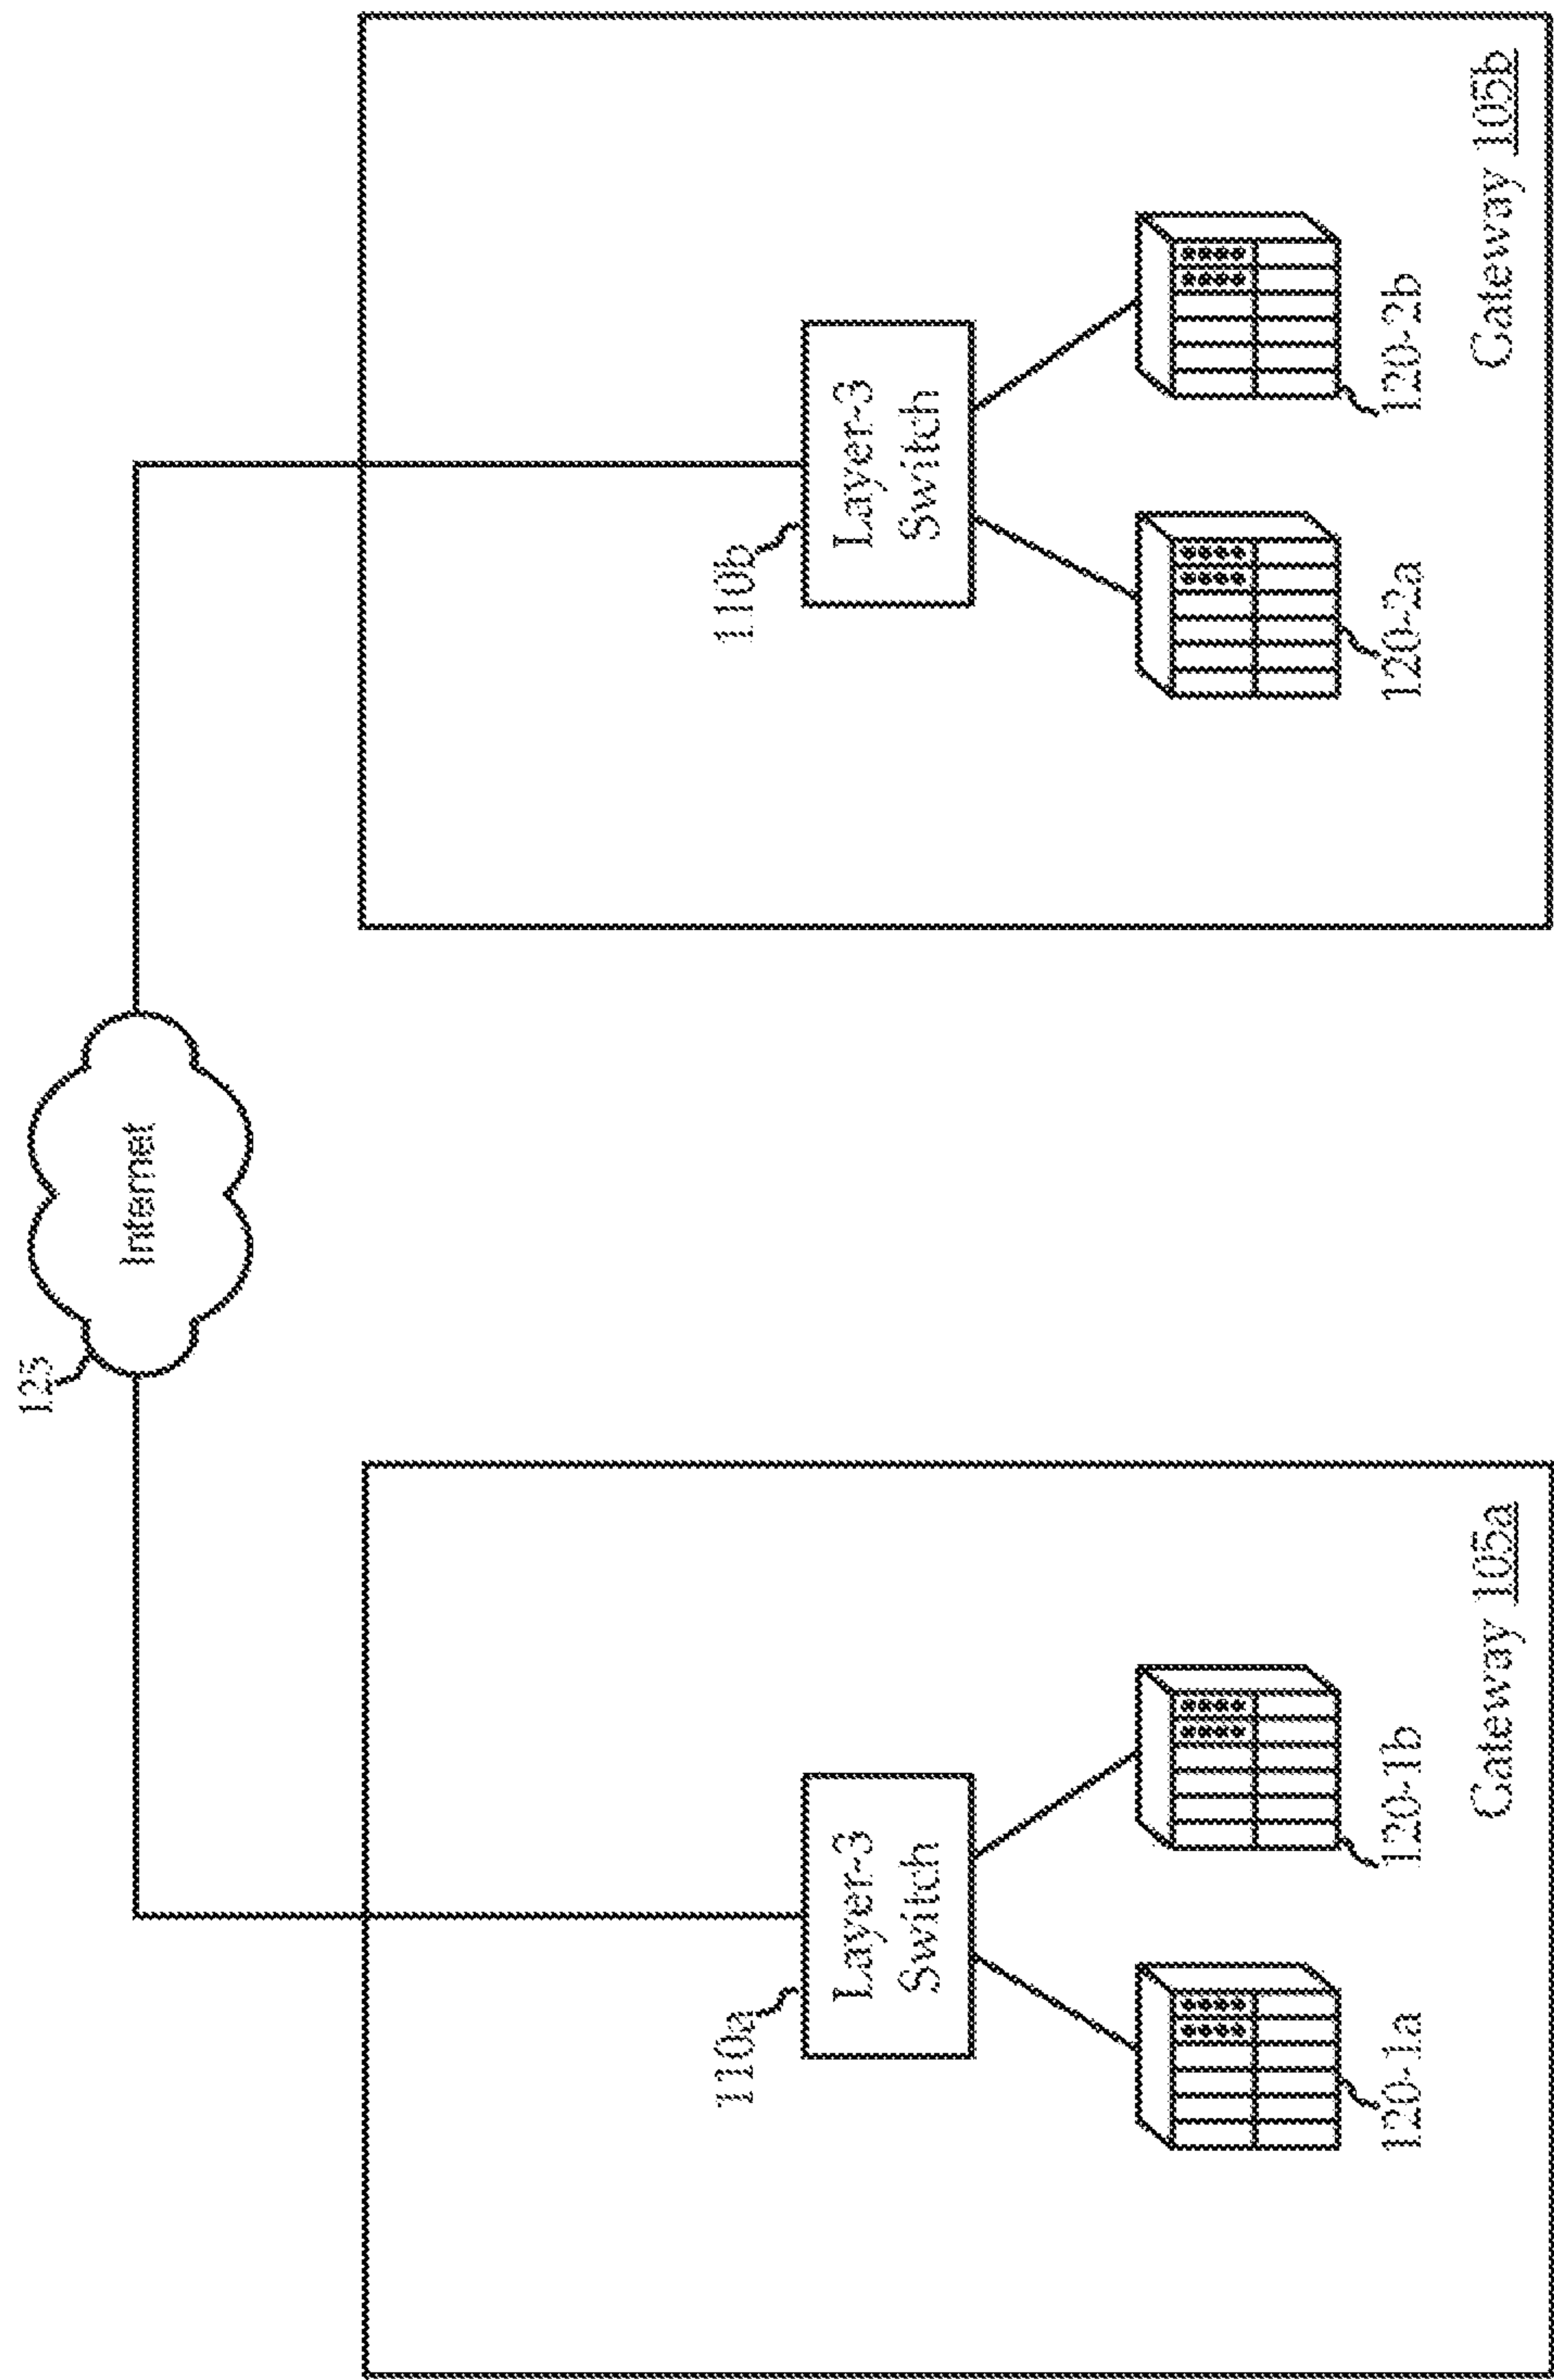 125
Internet
110a
Layer-3
Switch
120-1a
120-1b
Gateway 105a
110b
Layer-3
Switch
120-2a
120-2b
Gateway 105b